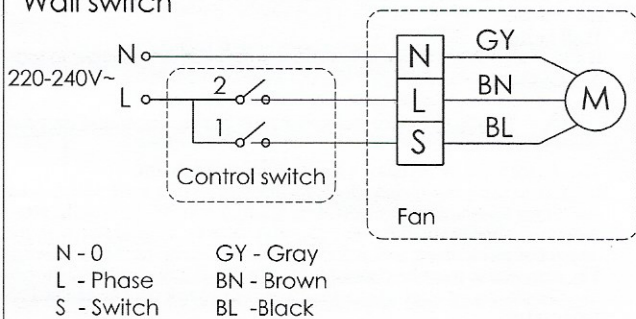 Wall switch
N
220-240V~
L
2
1
Control switch
N GY
L BN M
S BL
Fan
N - 0 GY - Gray
L - Phase BN - Brown
S - Switch BL -Black